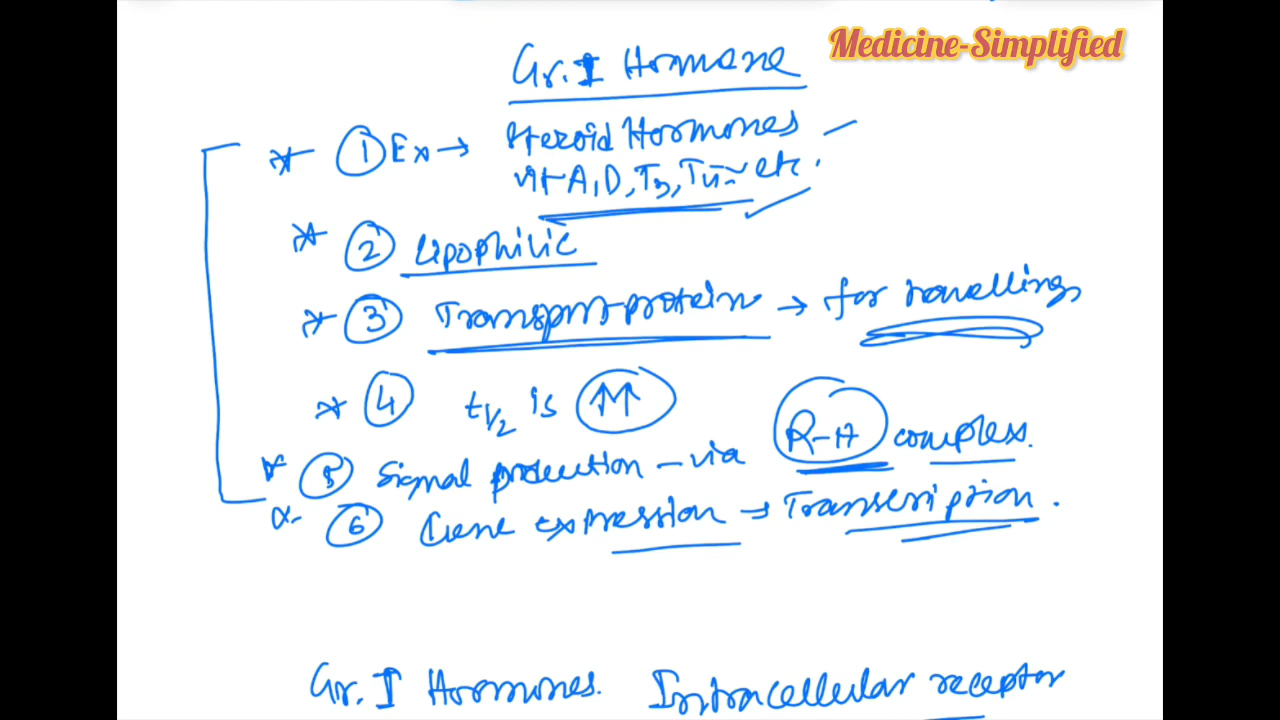 Medicine-Simplified
Gr. I Hormone
* ① Ex → Steroid Hormones
vit A, D, T3, T4 etc.
* ② Lipophilic
* ③ Transport protein → for travellings
* ④ t1/2 is ↑↑
* ⑤ Signal production – via R-H complex.
* ⑥ Gene expression → Transcription.
Gr. I Hormones. Intracellular receptor